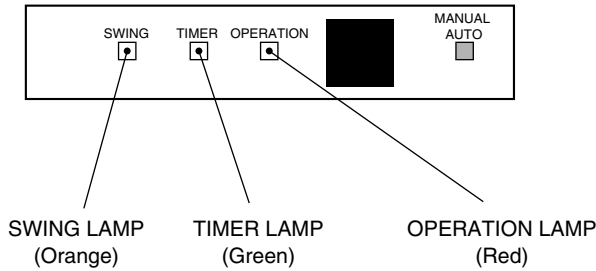 MANUAL
SWING TIMER OPERATION AUTO
SWING LAMP TIMER LAMP OPERATION LAMP
(Orange) (Green) (Red)